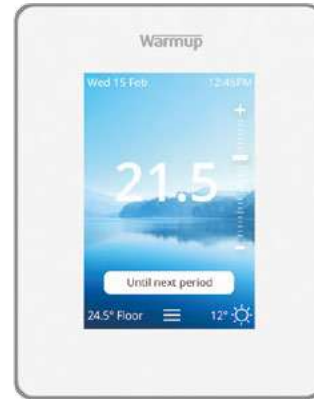 Warmup
Wed 15 Feb 12:45PM
+
21.5
Until next period
24.5° Floor 12°